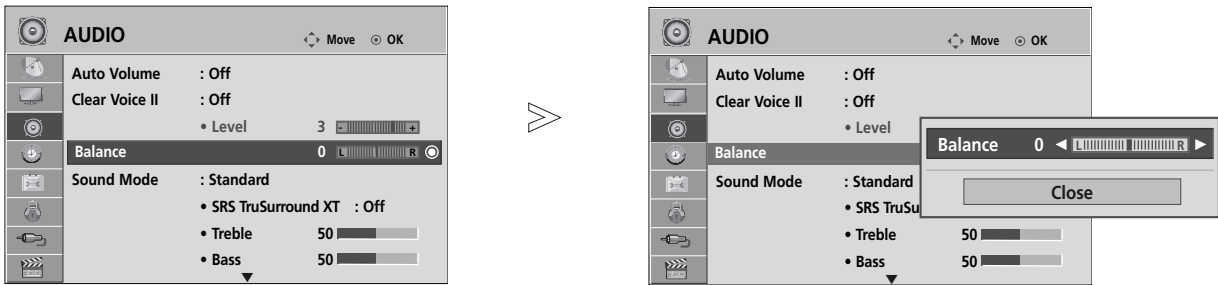 AUDIO Move OK
Auto Volume : Off
Clear Voice II : Off
• Level 3 - +
Balance 0 L R
Sound Mode : Standard
• SRS TruSurround XT : Off
• Treble 50
• Bass 50
AUDIO Move OK
Auto Volume : Off
Clear Voice II : Off
• Level
Balance
Sound Mode : Standard
• SRS TruSu
• Treble 50
• Bass 50
Balance 0 L R
Close